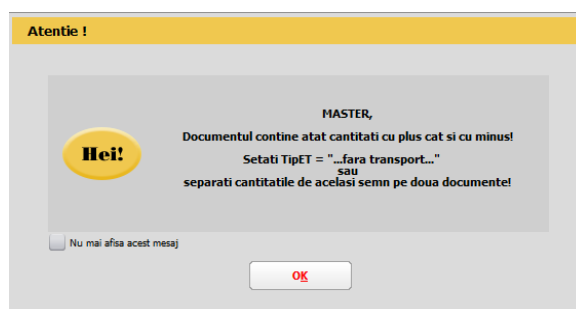 Atentie !
MASTER,
Documentul contine atat cantitati cu plus cat si cu minus!
Hei!
Setati TipET = "...fara transport..."
sau
separati cantitatile de acelasi semn pe doua documente!
Nu mai afisa acest mesaj
OK